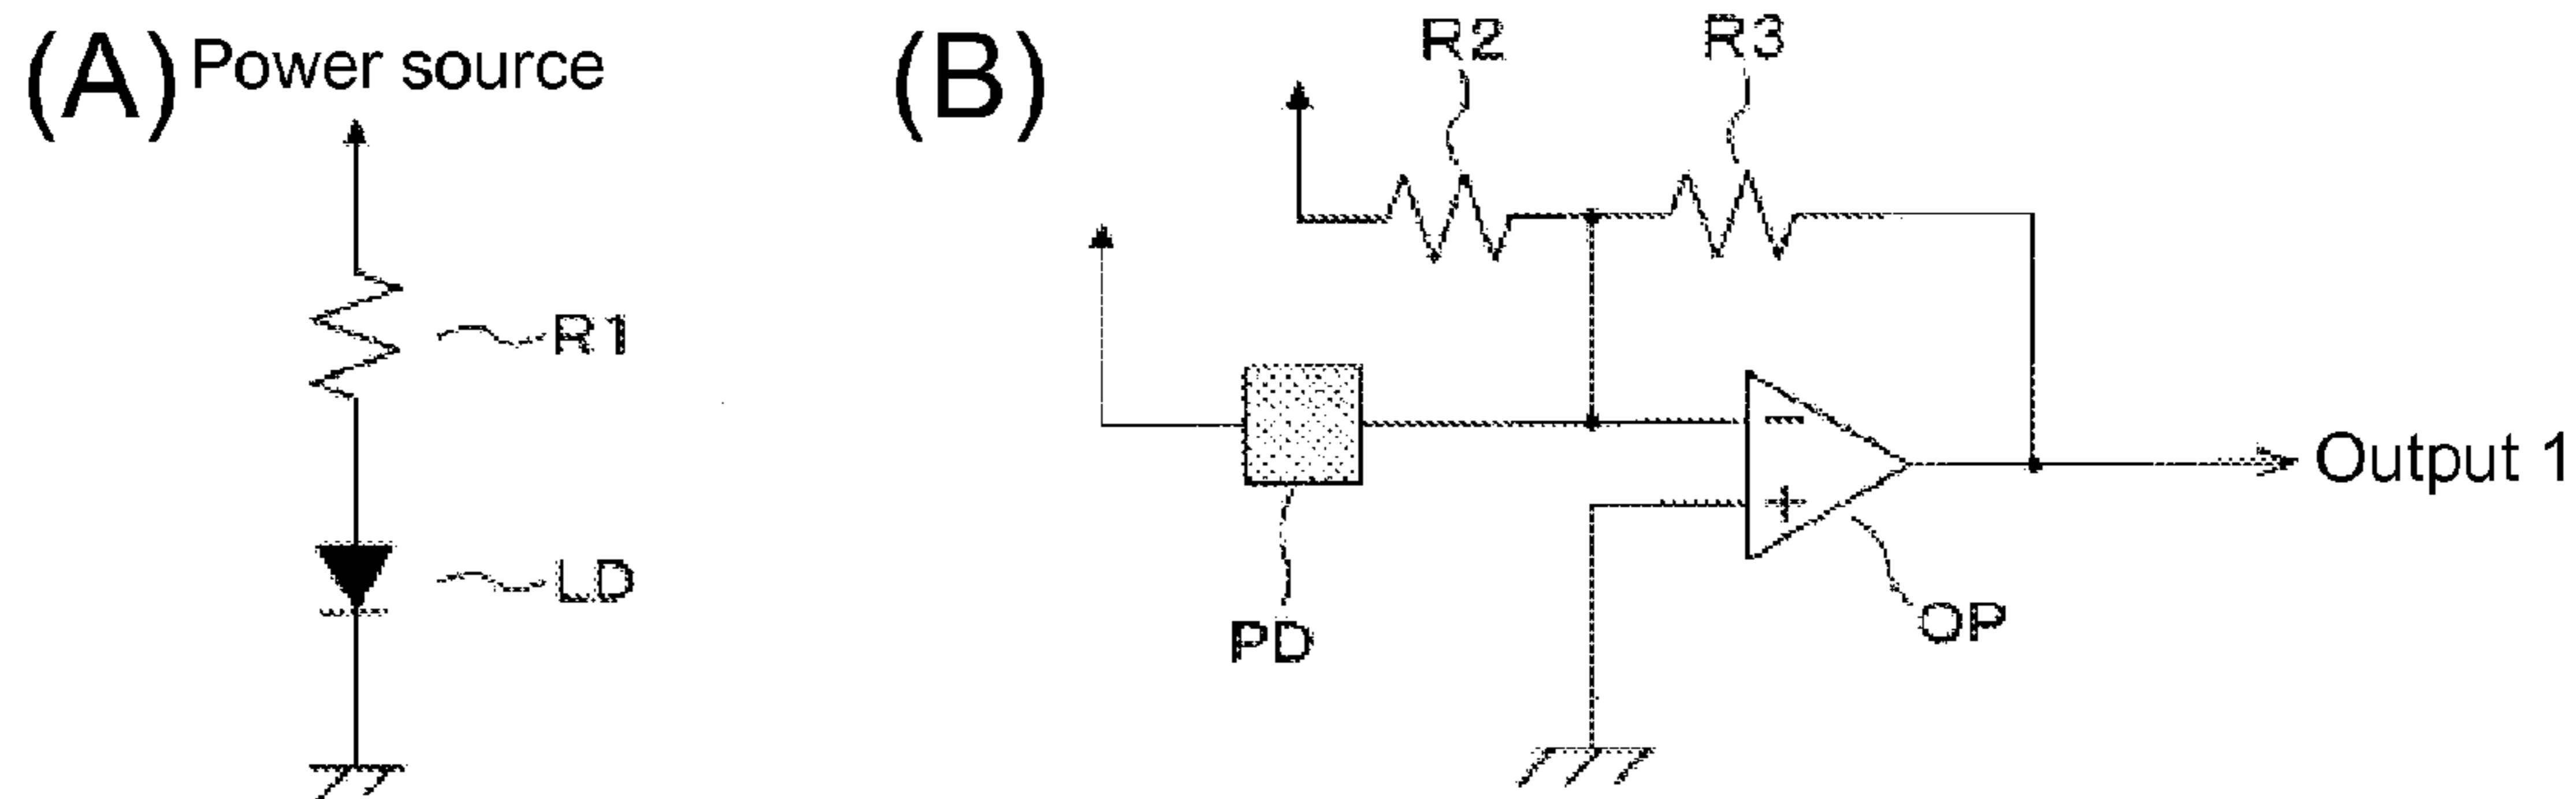 (A) Power source
R1
LD
(B)
R2
R3
PD
−
+
OP
Output 1